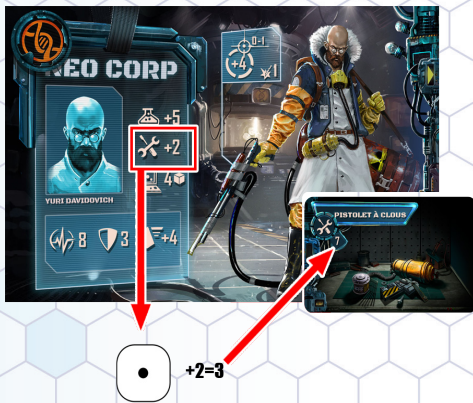 NEO CORP
0-1
+4
1
+5
+2
4
YURI DAVIDOVICH
8 3 +4
PISTOLET À CLOUS
7
+2=3